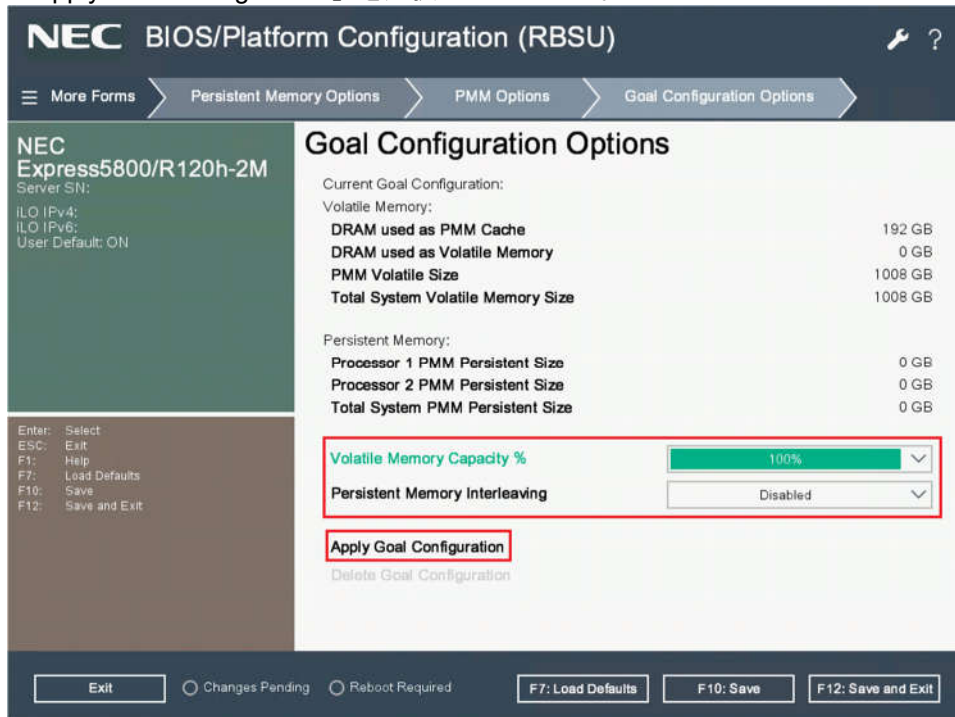 NEC BIOS/Platform Configuration (RBSU) ?
More Forms Persistent Memory Options PMM Options Goal Configuration Options
NEC
Express5800/R120h-2M
Server SN:
iLO IPv4:
iLO IPv6:
User Default: ON
Enter: Select
ESC: Exit
F1: Help
F7: Load Defaults
F10: Save
F12: Save and Exit
Goal Configuration Options
Current Goal Configuration:
Volatile Memory:
DRAM used as PMM Cache 192 GB
DRAM used as Volatile Memory 0 GB
PMM Volatile Size 1008 GB
Total System Volatile Memory Size 1008 GB
Persistent Memory:
Processor 1 PMM Persistent Size 0 GB
Processor 2 PMM Persistent Size 0 GB
Total System PMM Persistent Size 0 GB
Volatile Memory Capacity % 100%
Persistent Memory Interleaving Disabled
Apply Goal Configuration
Delete Goal Configuration
Exit Changes Pending Reboot Required F7: Load Defaults F10: Save F12: Save and Exit